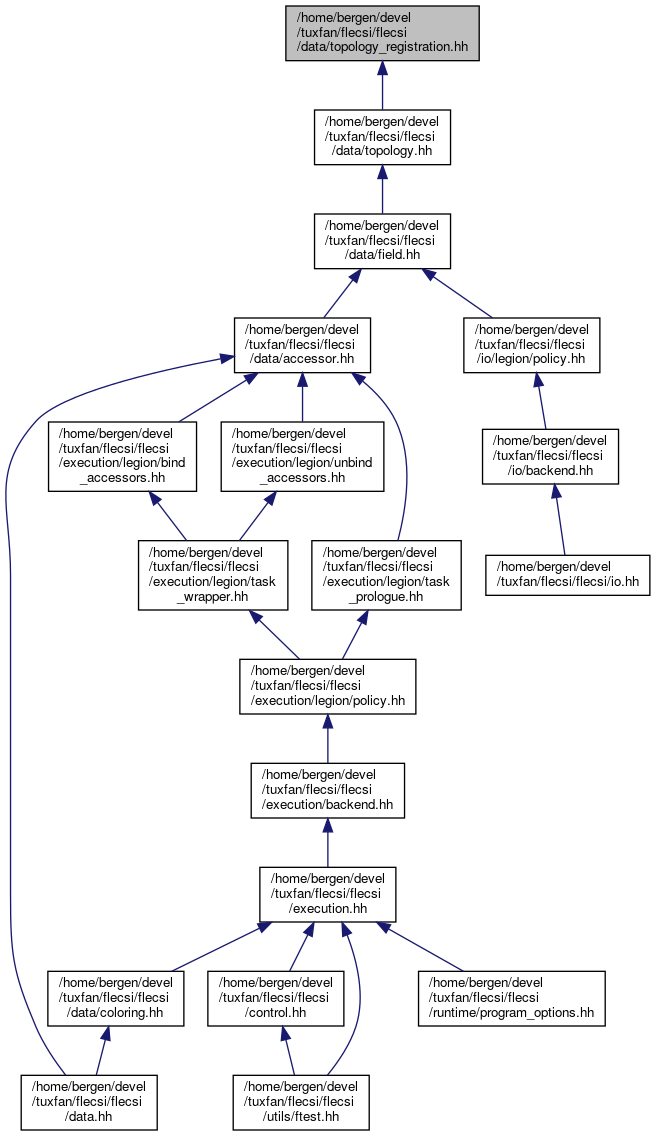 /home/bergen/devel
/tuxfan/flecsi/flecsi
/data/topology_registration.hh
/home/bergen/devel
/tuxfan/flecsi/flecsi
/data/topology.hh
/home/bergen/devel
/tuxfan/flecsi/flecsi
/data/field.hh
/home/bergen/devel
/tuxfan/flecsi/flecsi
/data/accessor.hh
/home/bergen/devel
/tuxfan/flecsi/flecsi
/io/legion/policy.hh
/home/bergen/devel
/tuxfan/flecsi/flecsi
/execution/legion/bind
_accessors.hh
/home/bergen/devel
/tuxfan/flecsi/flecsi
/execution/legion/unbind
_accessors.hh
/home/bergen/devel
/tuxfan/flecsi/flecsi
/io/backend.hh
/home/bergen/devel
/tuxfan/flecsi/flecsi
/execution/legion/task
_wrapper.hh
/home/bergen/devel
/tuxfan/flecsi/flecsi
/execution/legion/task
_prologue.hh
/home/bergen/devel
/tuxfan/flecsi/flecsi/io.hh
/home/bergen/devel
/tuxfan/flecsi/flecsi
/execution/legion/policy.hh
/home/bergen/devel
/tuxfan/flecsi/flecsi
/execution/backend.hh
/home/bergen/devel
/tuxfan/flecsi/flecsi
/execution.hh
/home/bergen/devel
/tuxfan/flecsi/flecsi
/data/coloring.hh
/home/bergen/devel
/tuxfan/flecsi/flecsi
/control.hh
/home/bergen/devel
/tuxfan/flecsi/flecsi
/runtime/program_options.hh
/home/bergen/devel
/tuxfan/flecsi/flecsi
/data.hh
/home/bergen/devel
/tuxfan/flecsi/flecsi
/utils/ftest.hh